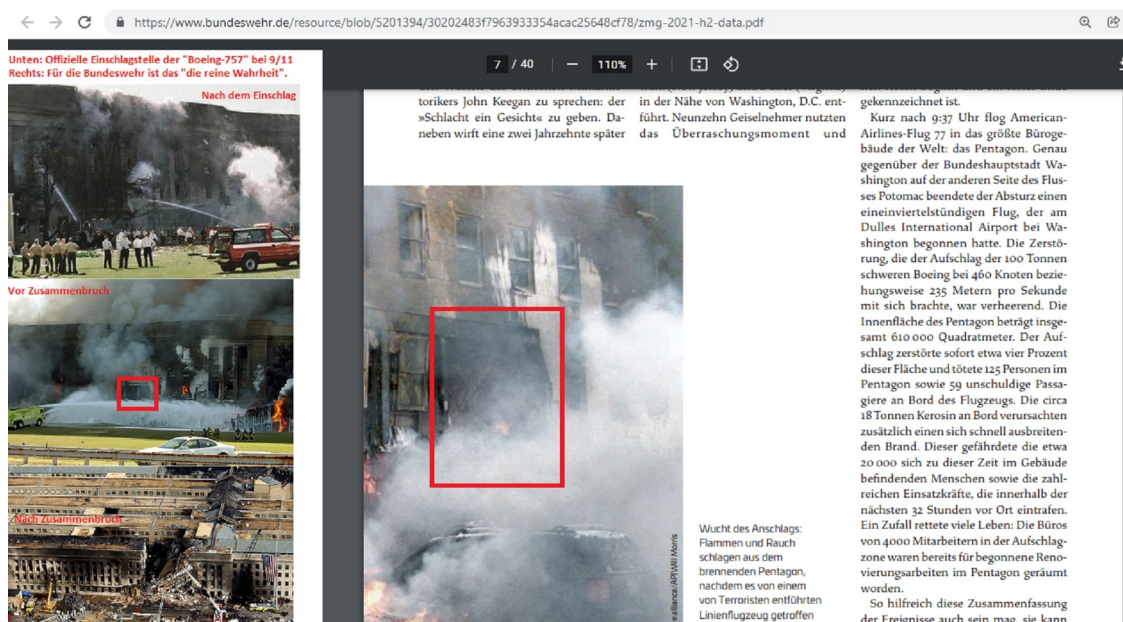 https://www.bundeswehr.de/resource/blob/5201394/30202483f7963933354acac25648cf78/zmg-2021-h2-data.pdf
7 / 40
110%
Unten: Offizielle Einschlagstelle der "Boeing-757" bei 9/11
Rechts: Für die Bundeswehr ist das "die reine Wahrheit".
Nach dem Einschlag
Vor Zusammenbruch
Nach Zusammenbruch
torikers John Keegan zu sprechen: der
»Schlacht ein Gesicht« zu geben. Da-
neben wirft eine zwei Jahrzehnte später
in der Nähe von Washington, D.C. ent-
führt. Neunzehn Geiselnehmer nutzten
das Überraschungsmoment und
gekennzeichnet ist.
Kurz nach 9:37 Uhr flog American-
Airlines-Flug 77 in das größte Büroge-
bäude der Welt: das Pentagon. Genau
gegenüber der Bundeshauptstadt Wa-
shington auf der anderen Seite des Flus-
ses Potomac beendete der Absturz einen
eineinviertelstündigen Flug, der am
Dulles International Airport bei Wa-
shington begonnen hatte. Die Zerstö-
rung, die der Aufschlag der 100 Tonnen
schweren Boeing bei 460 Knoten bezie-
hungsweise 235 Metern pro Sekunde
mit sich brachte, war verheerend. Die
Innenfläche des Pentagon beträgt insge-
samt 610 000 Quadratmeter. Der Auf-
schlag zerstörte sofort etwa vier Prozent
dieser Fläche und tötete 125 Personen im
Pentagon sowie 59 unschuldige Passa-
giere an Bord des Flugzeugs. Die circa
18 Tonnen Kerosin an Bord verursachten
zusätzlich einen sich schnell ausbreiten-
den Brand. Dieser gefährdete die etwa
20 000 sich zu dieser Zeit im Gebäude
befindenden Menschen sowie die zahl-
reichen Einsatzkräfte, die innerhalb der
nächsten 32 Stunden vor Ort eintrafen.
Ein Zufall rettete viele Leben: Die Büros
von 4000 Mitarbeitern in der Aufschlag-
zone waren bereits für begonnene Reno-
vierungsarbeiten im Pentagon geräumt
worden.
So hilfreich diese Zusammenfassung
der Ereignisse auch sein mag, sie kann
Wucht des Anschlags:
Flammen und Rauch
schlagen aus dem
brennenden Pentagon,
nachdem es von einem
von Terroristen entführten
Linienflugzeug getroffen
alliance/AP|Will Morris